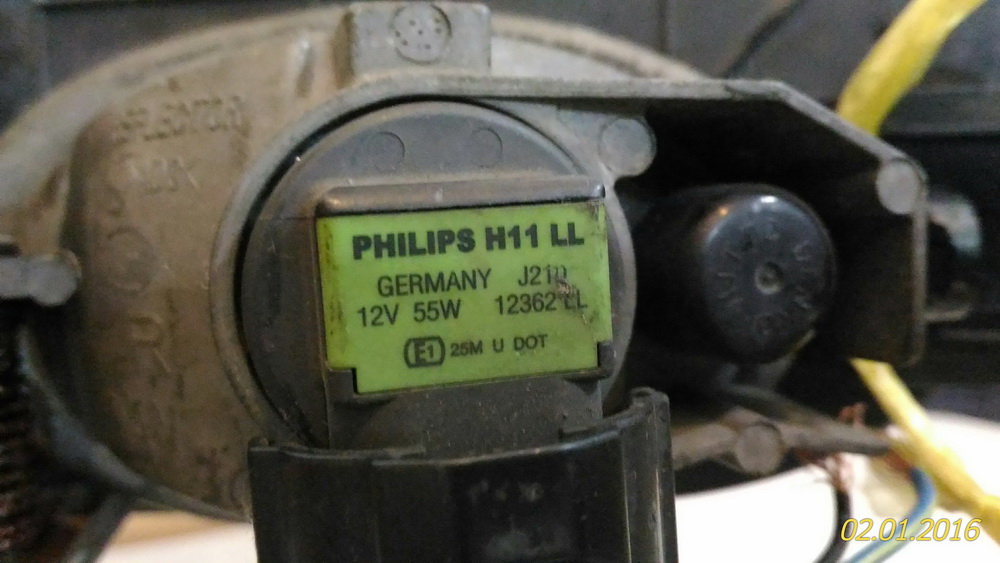 PHILIPS H11 LL
GERMANY
12V 55W 12362 LL
E1 25M U DOT
02.01.2016